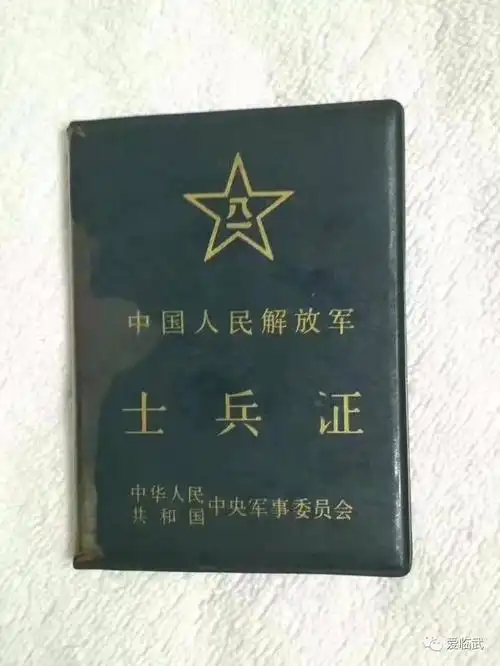 八一
中国人民解放军
士兵证
中华人民
共和国
中央军事委员会
爱临武